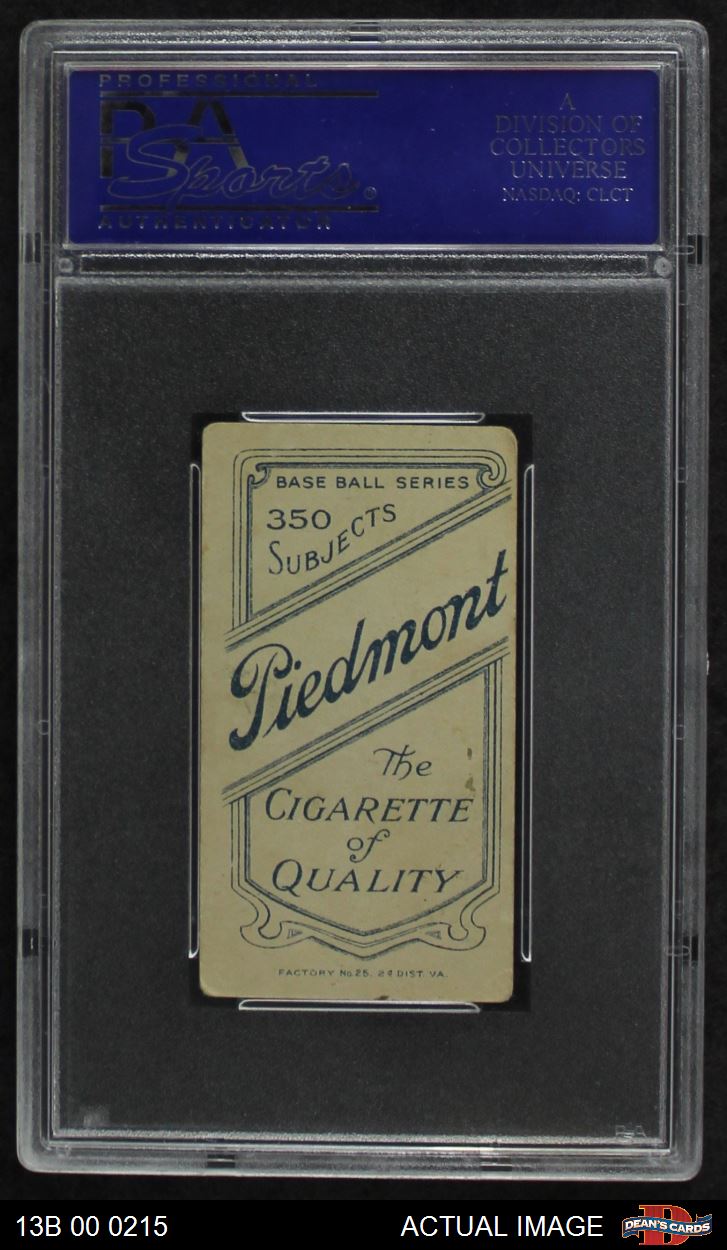 PROFESSIONAL
PSA
Sports®
AUTHENTICATOR
A
DIVISION OF
COLLECTORS
UNIVERSE
NASDAQ: CLCT
BASE BALL SERIES
350
SUBJECTS
Piedmont
The
CIGARETTE
of
QUALITY
FACTORY No 25. 2d DIST. VA.
PSA
13B 00 0215
ACTUAL IMAGE
D
DEAN'S CARDS